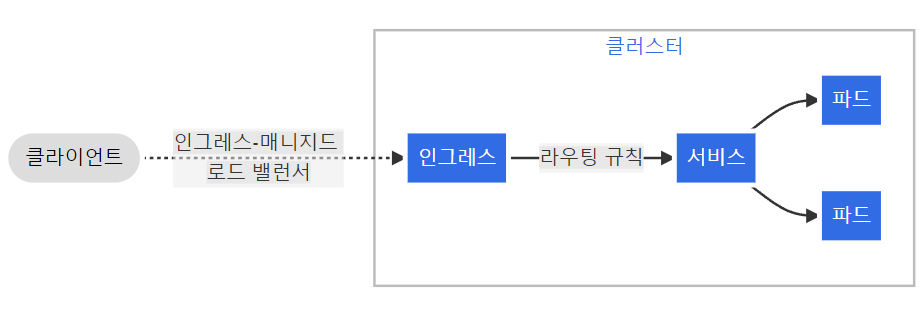 클러스터
클라이언트
인그레스-매니지드
로드 밸런서
인그레스
라우팅 규칙
서비스
파드
파드